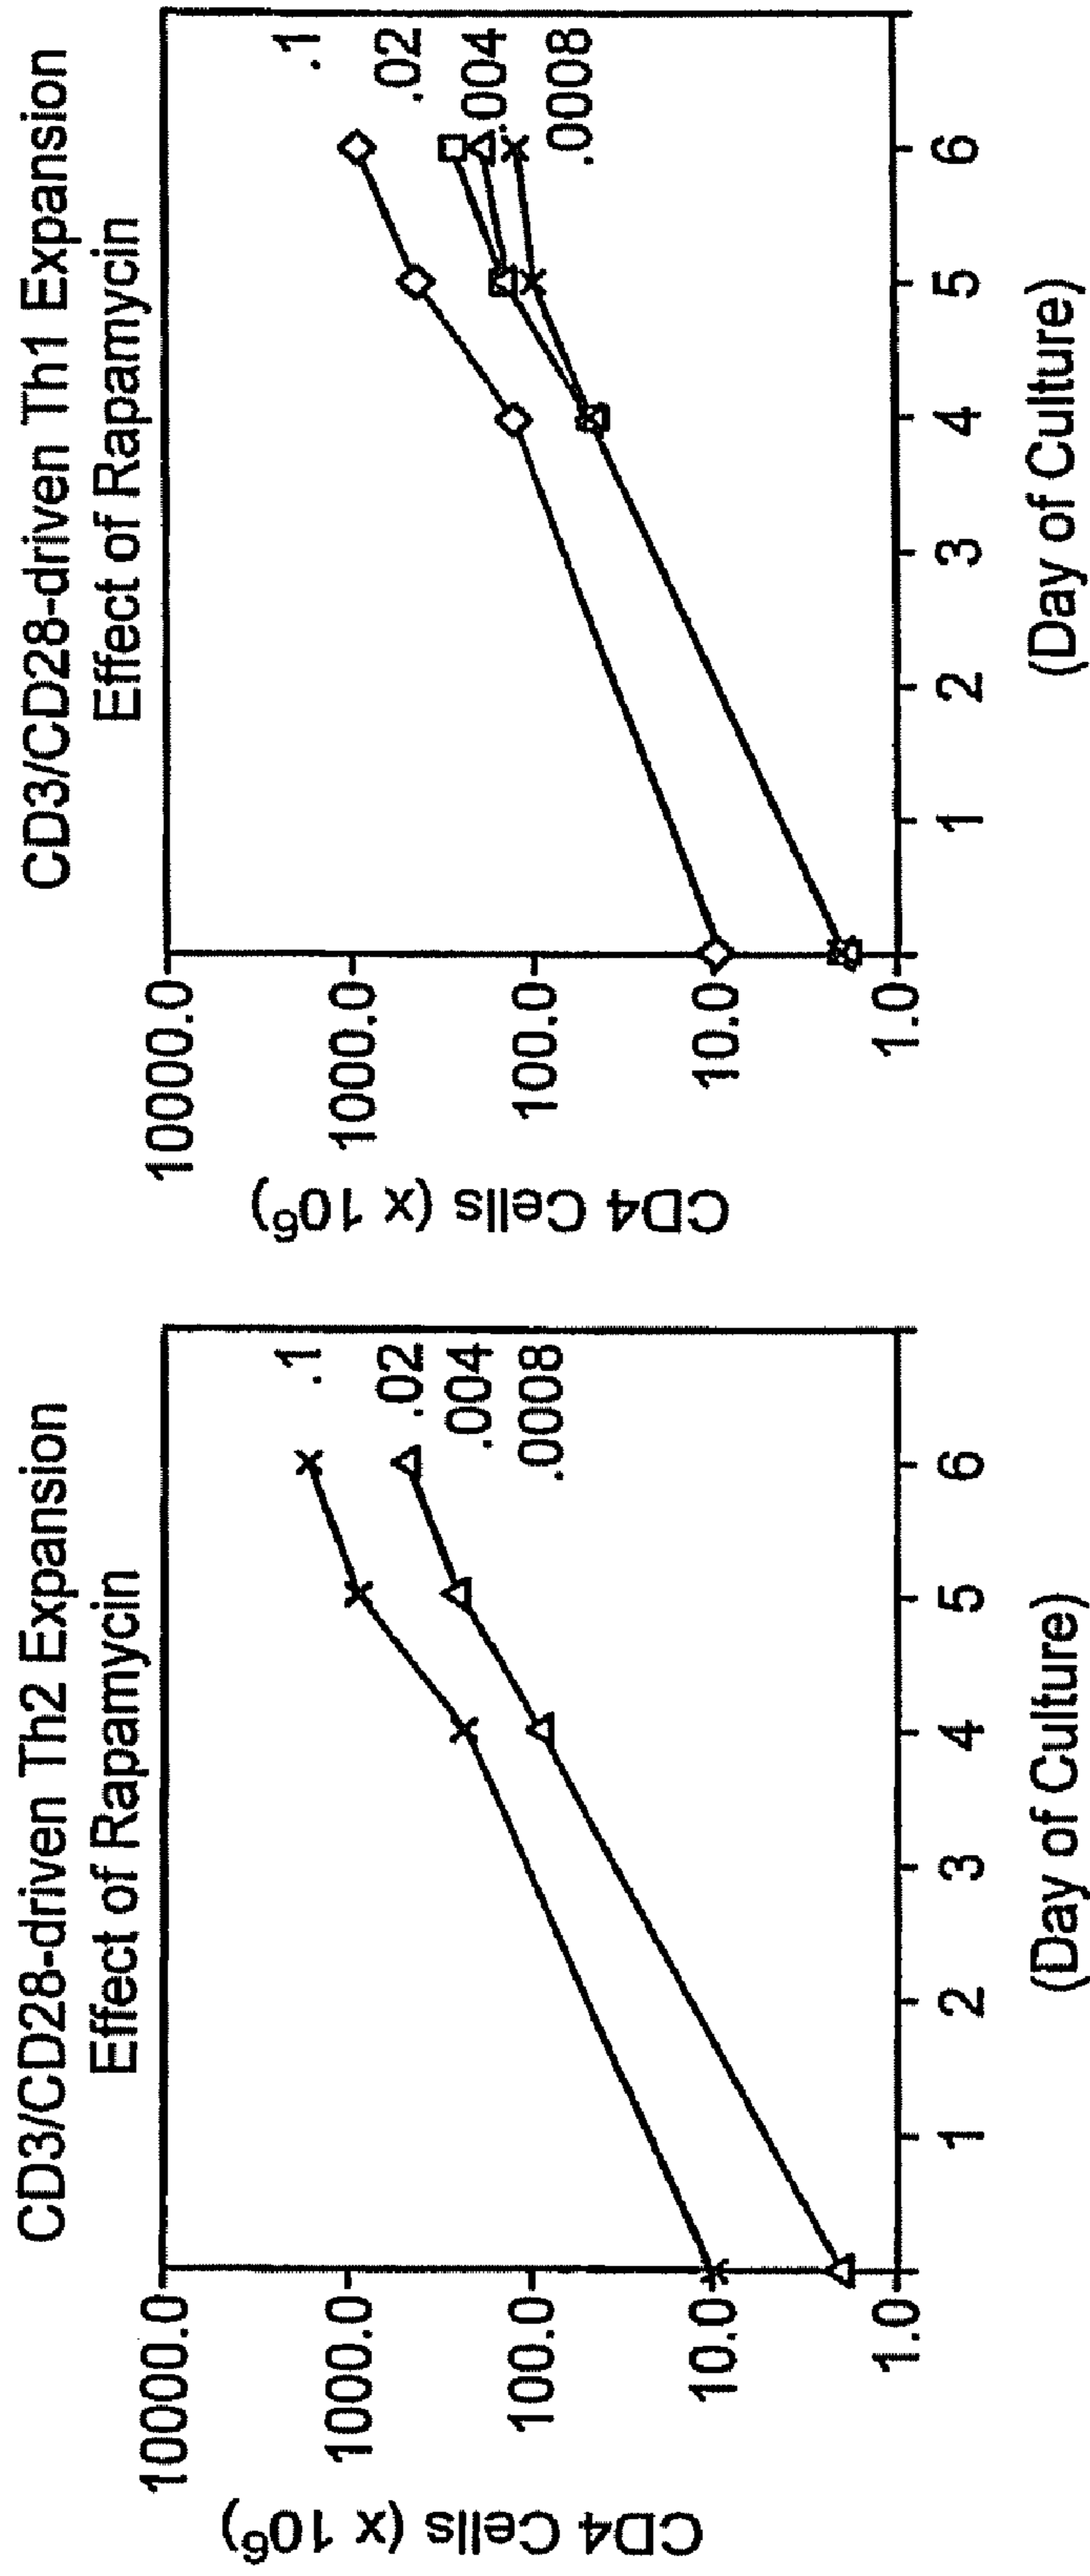 CD3/CD28-driven Th2 Expansion
Effect of Rapamycin
CD4 Cells (x 10⁶)
10000.0
1000.0
100.0
10.0
1.0
.1
.02
.004
.0008
1 2 3 4 5 6
(Day of Culture)
CD3/CD28-driven Th1 Expansion
Effect of Rapamycin
CD4 Cells (x 10⁶)
10000.0
1000.0
100.0
10.0
1.0
.1
.02
.004
.0008
1 2 3 4 5 6
(Day of Culture)